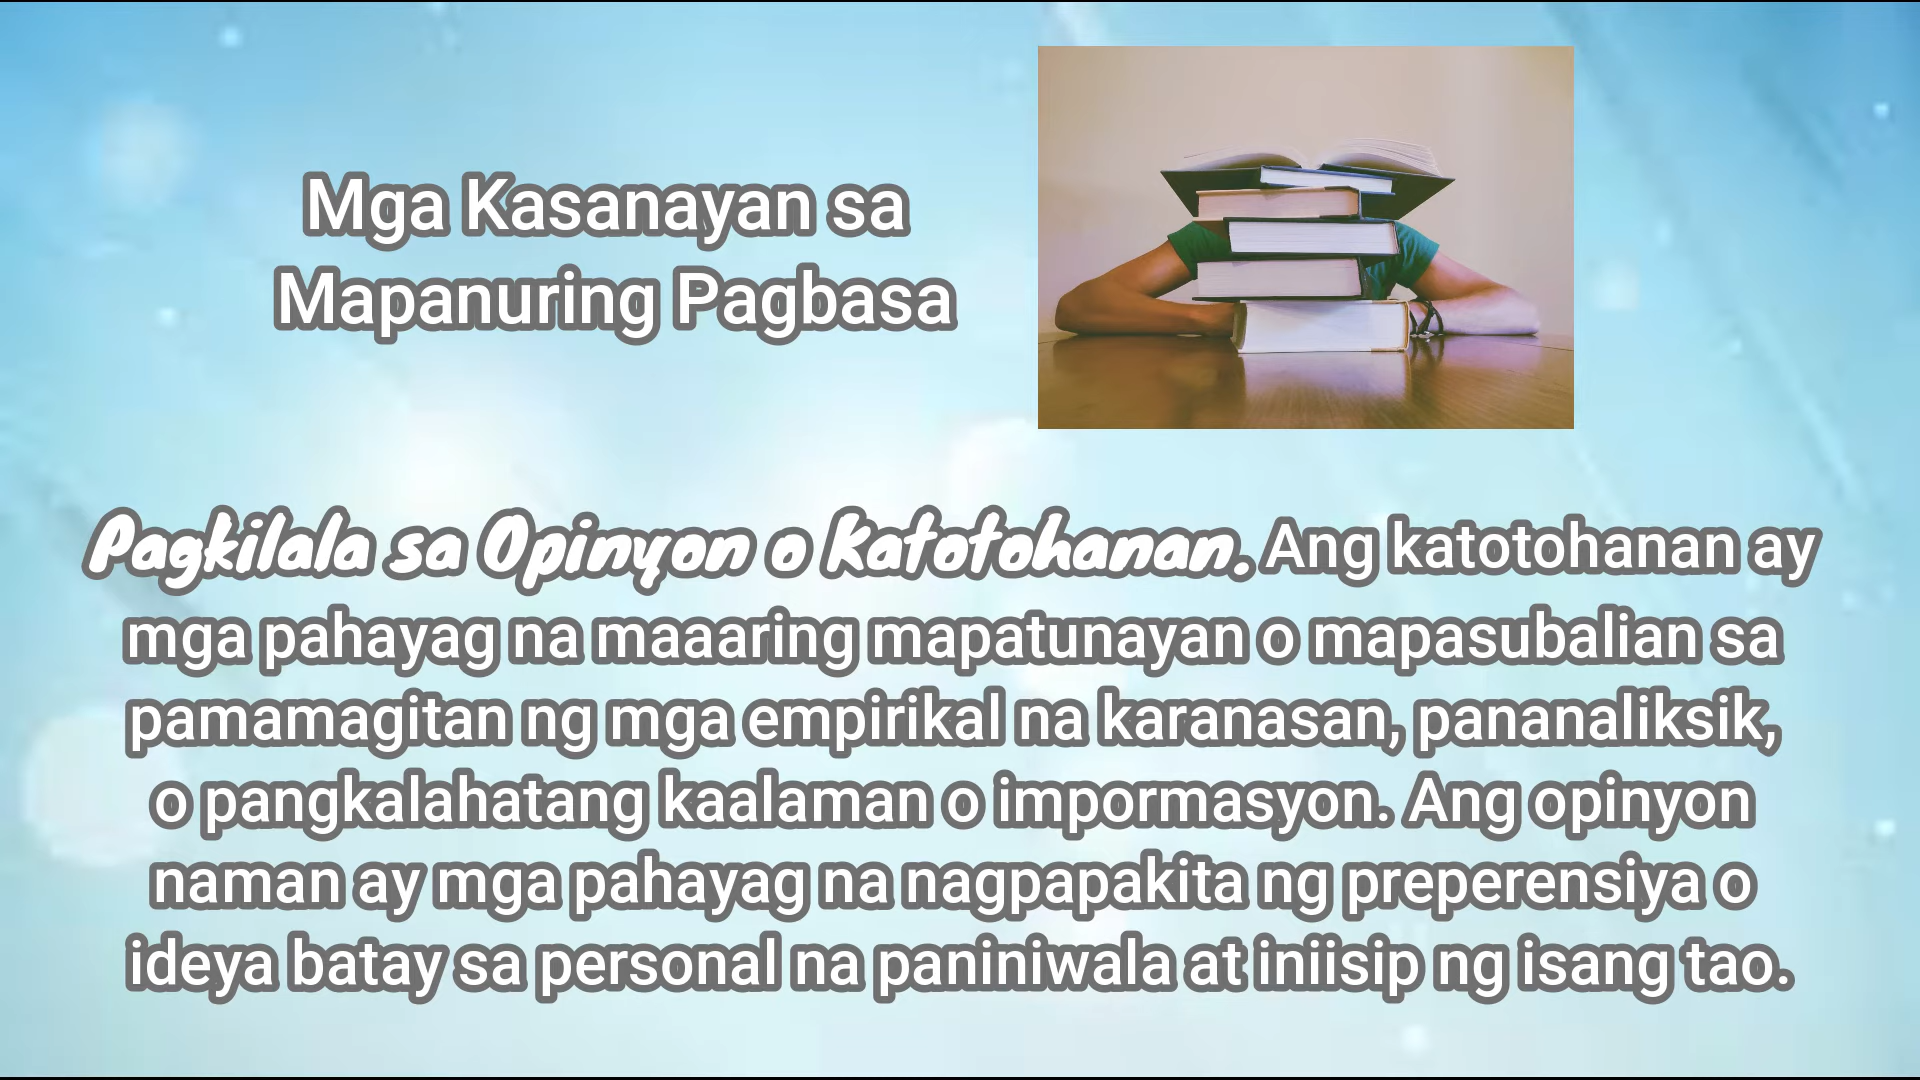 Mga Kasanayan sa
Mapanuring Pagbasa
Pagkilala sa Opinyon o Katotohanan. Ang katotohanan ay
mga pahayag na maaaring mapatunayan o mapasubalian sa
pamamagitan ng mga empirikal na karanasan, pananaliksik,
o pangkalahatang kaalaman o impormasyon. Ang opinyon
naman ay mga pahayag na nagpapakita ng preperensiya o
ideya batay sa personal na paniniwala at iniisip ng isang tao.